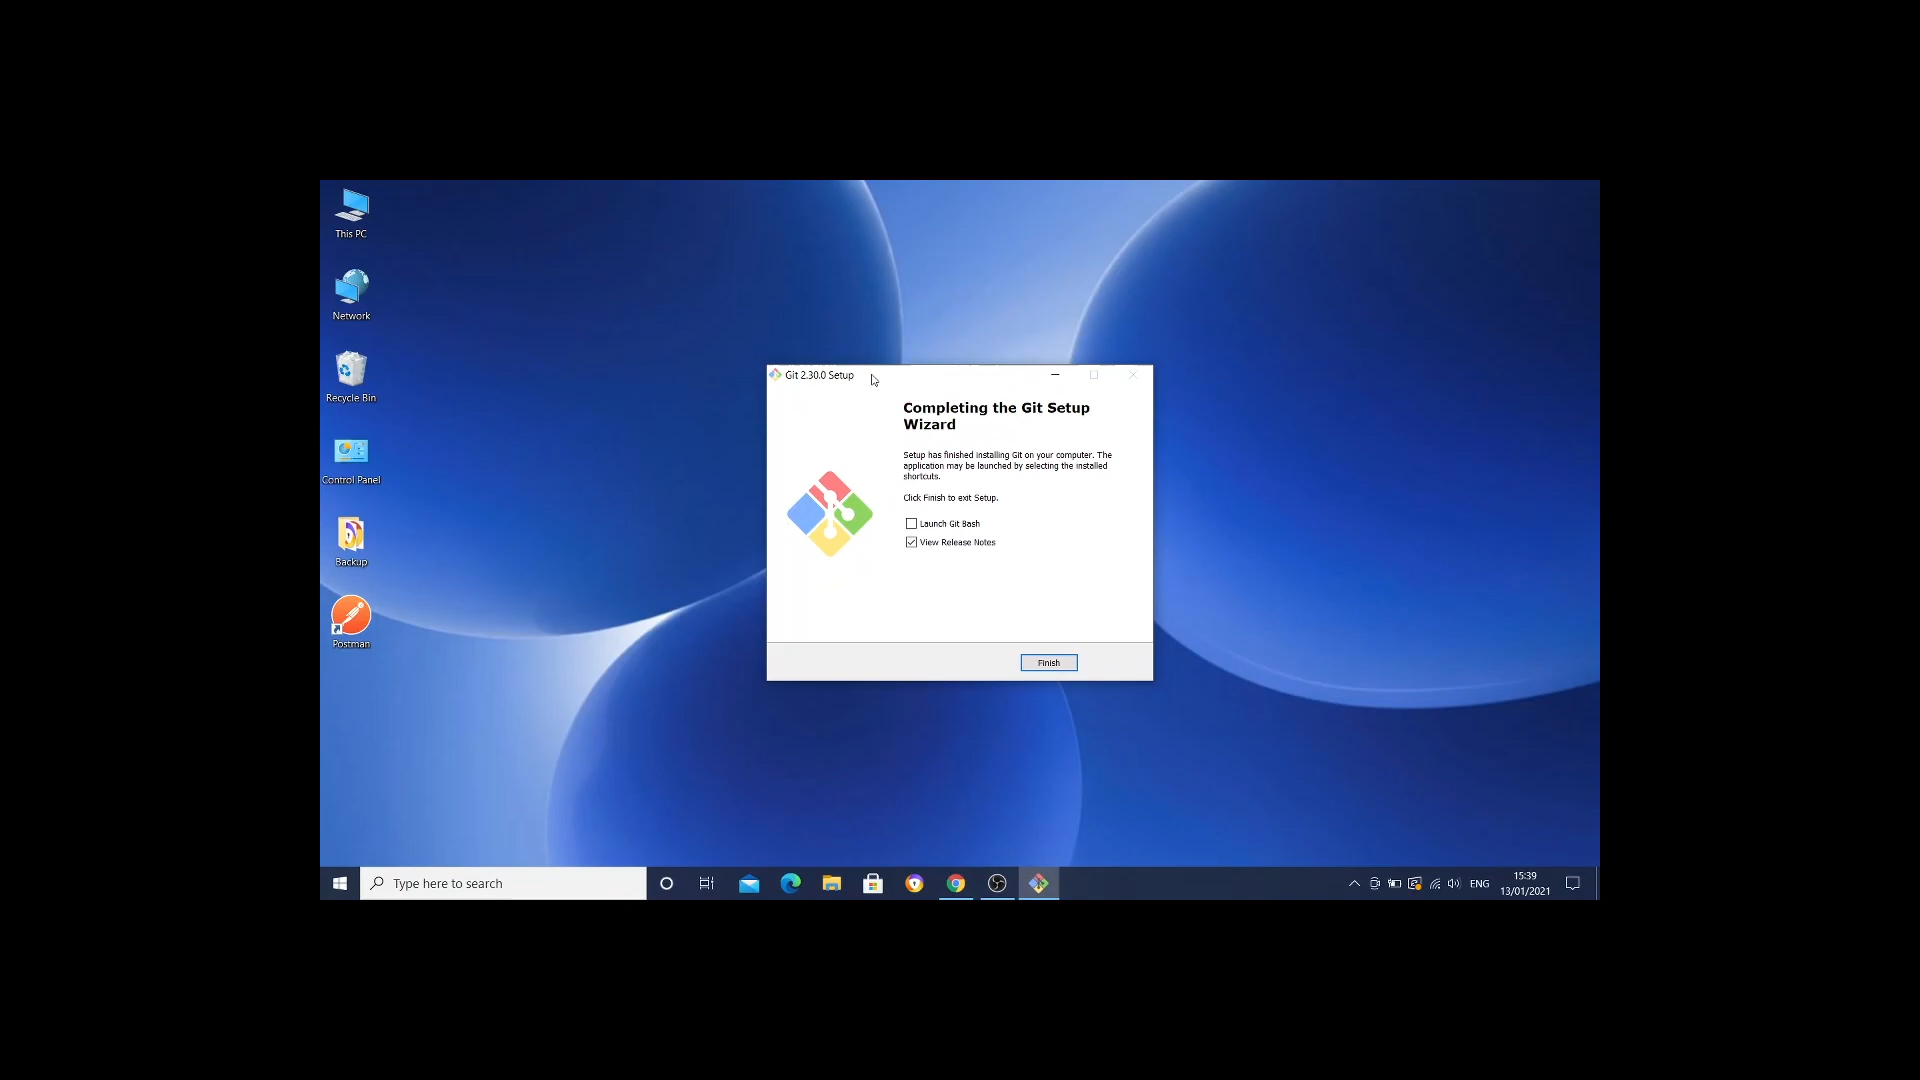 This PC
Network
Recycle Bin
Control Panel
Backup
Postman
Git 2.30.0 Setup
Completing the Git Setup
Wizard
Setup has finished installing Git on your computer. The
application may be launched by selecting the installed
shortcuts.
Click Finish to exit Setup.
Launch Git Bash
View Release Notes
Finish
Type here to search
ENG
15:39
13/01/2021